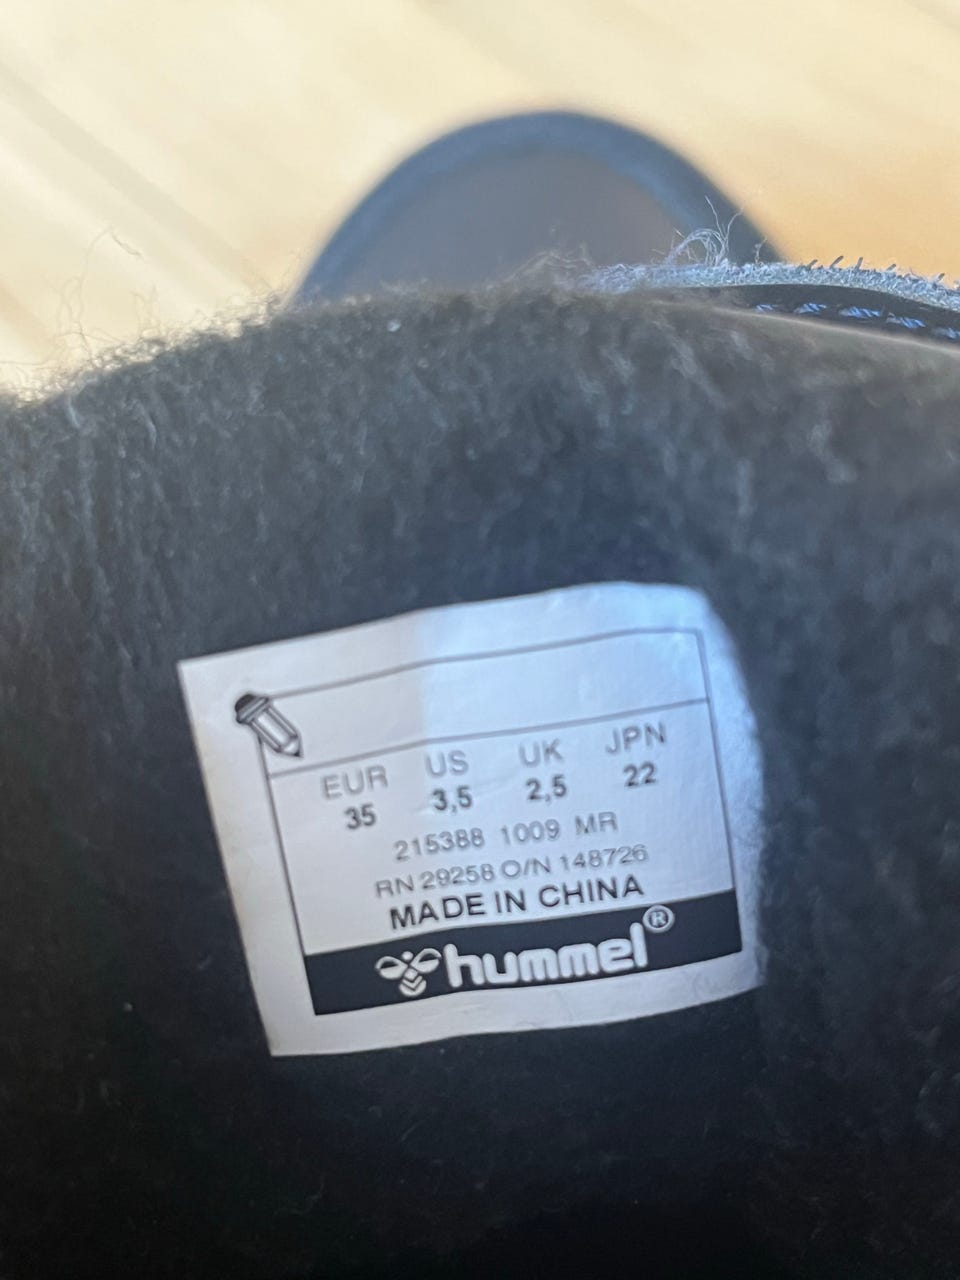 EUR US UK JPN
35 3,5 2,5 22
215388 1009 MR
RN 29258 O/N 148726
MADE IN CHINA
hummel®